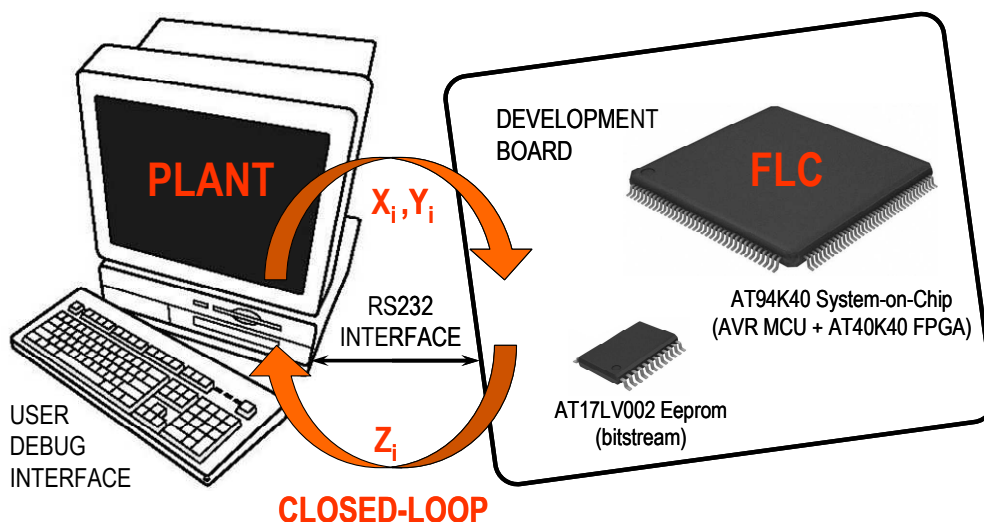 PLANT
DEVELOPMENT
BOARD
FLC
Xi ,Yi
RS232
INTERFACE
AT94K40 System-on-Chip
(AVR MCU + AT40K40 FPGA)
AT17LV002 Eeprom
(bitstream)
USER
DEBUG
INTERFACE
Zi
CLOSED-LOOP